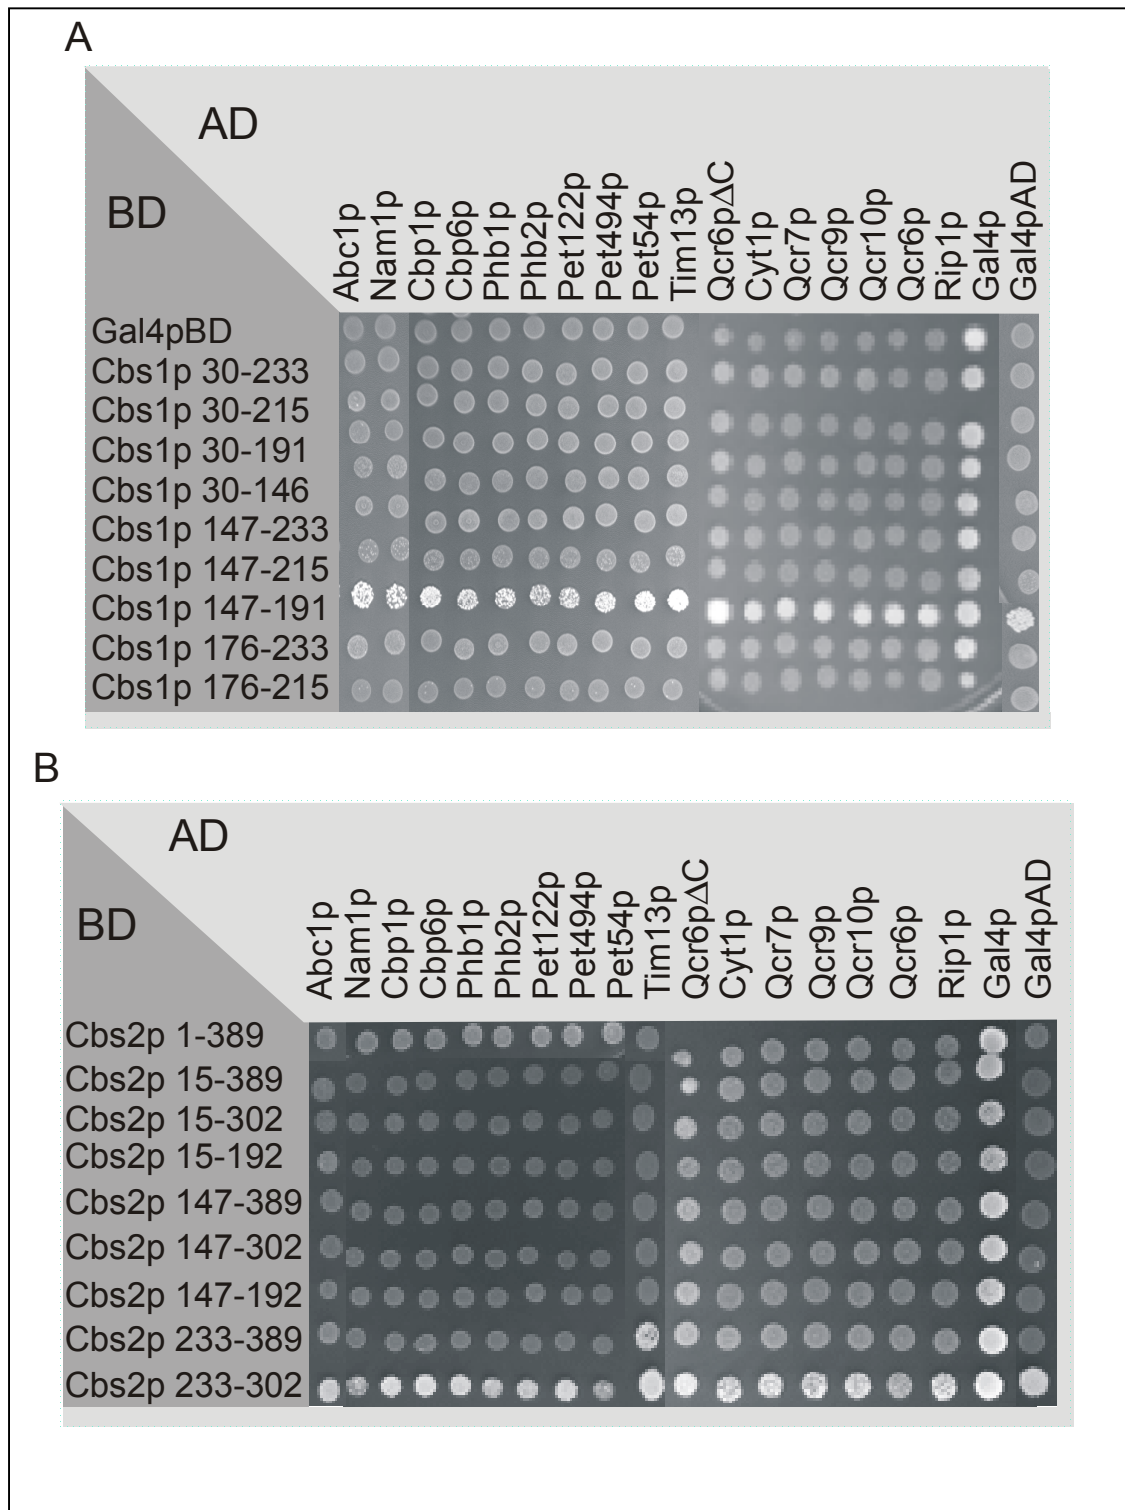 A
AD
BD
Abc1p
Nam1p
Cbp1p
Cbp6p
Phb1p
Phb2p
Pet122p
Pet494p
Pet54p
Tim13p
Qcr6pΔC
Cyt1p
Qcr7p
Qcr9p
Qcr10p
Qcr6p
Rip1p
Gal4p
Gal4pAD
Gal4pBD
Cbs1p 30-233
Cbs1p 30-215
Cbs1p 30-191
Cbs1p 30-146
Cbs1p 147-233
Cbs1p 147-215
Cbs1p 147-191
Cbs1p 176-233
Cbs1p 176-215
B
AD
BD
Abc1p
Nam1p
Cbp1p
Cbp6p
Phb1p
Phb2p
Pet122p
Pet494p
Pet54p
Tim13p
Qcr6pΔC
Cyt1p
Qcr7p
Qcr9p
Qcr10p
Qcr6p
Rip1p
Gal4p
Gal4pAD
Cbs2p 1-389
Cbs2p 15-389
Cbs2p 15-302
Cbs2p 15-192
Cbs2p 147-389
Cbs2p 147-302
Cbs2p 147-192
Cbs2p 233-389
Cbs2p 233-302